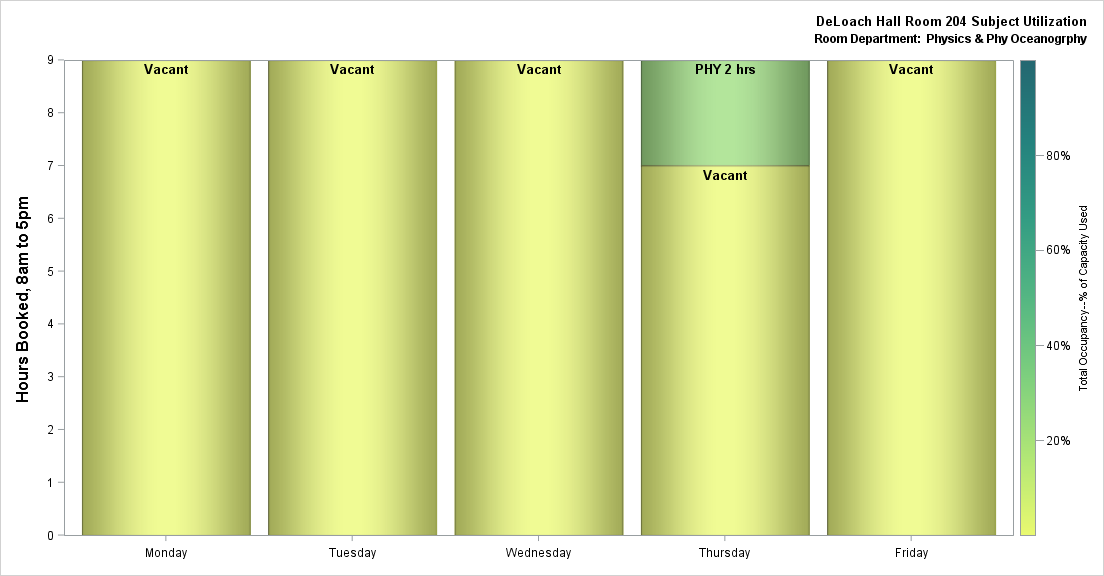 DeLoach Hall Room 204 Subject Utilization
Room Department: Physics & Phy Oceanogrphy
Hours Booked, 8am to 5pm
9
8
7
6
5
4
3
2
1
0
Vacant
Vacant
Vacant
PHY 2 hrs
Vacant
Vacant
Monday
Tuesday
Wednesday
Thursday
Friday
80%
60%
40%
20%
Total Occupancy--% of Capacity Used